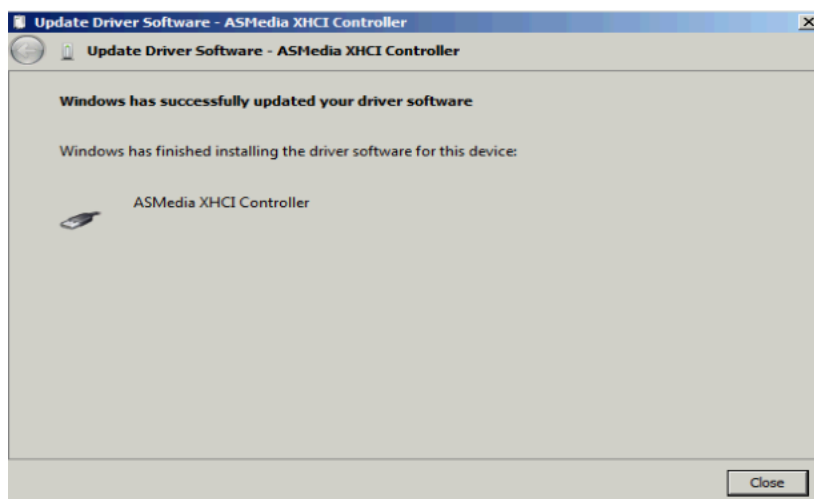 Update Driver Software - ASMedia XHCI Controller
Update Driver Software - ASMedia XHCI Controller
Windows has successfully updated your driver software
Windows has finished installing the driver software for this device:
ASMedia XHCI Controller
Close